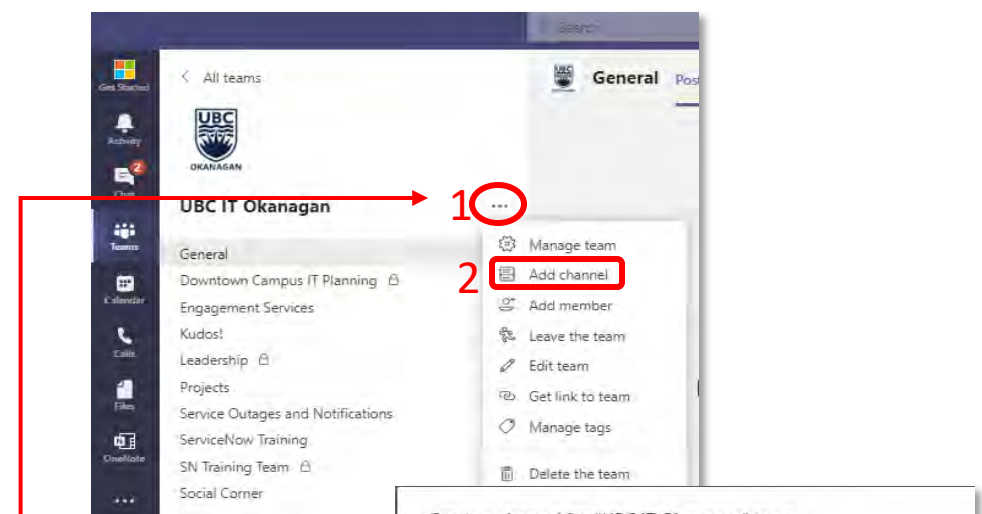 Search
Get Started
< All teams
UBC
General Pos
UBC
Activity
OKANAGAN
2
Chat
UBC IT Okanagan
1 ...
Teams
General
Manage team
Downtown Campus IT Planning
2 Add channel
Calendar
Engagement Services
Add member
Kudos!
Leave the team
Calls
Leadership
Edit team
Projects
Get link to team
Files
Service Outages and Notifications
Manage tags
ServiceNow Training
OneNote
SN Training Team
Delete the team
Social Corner
...